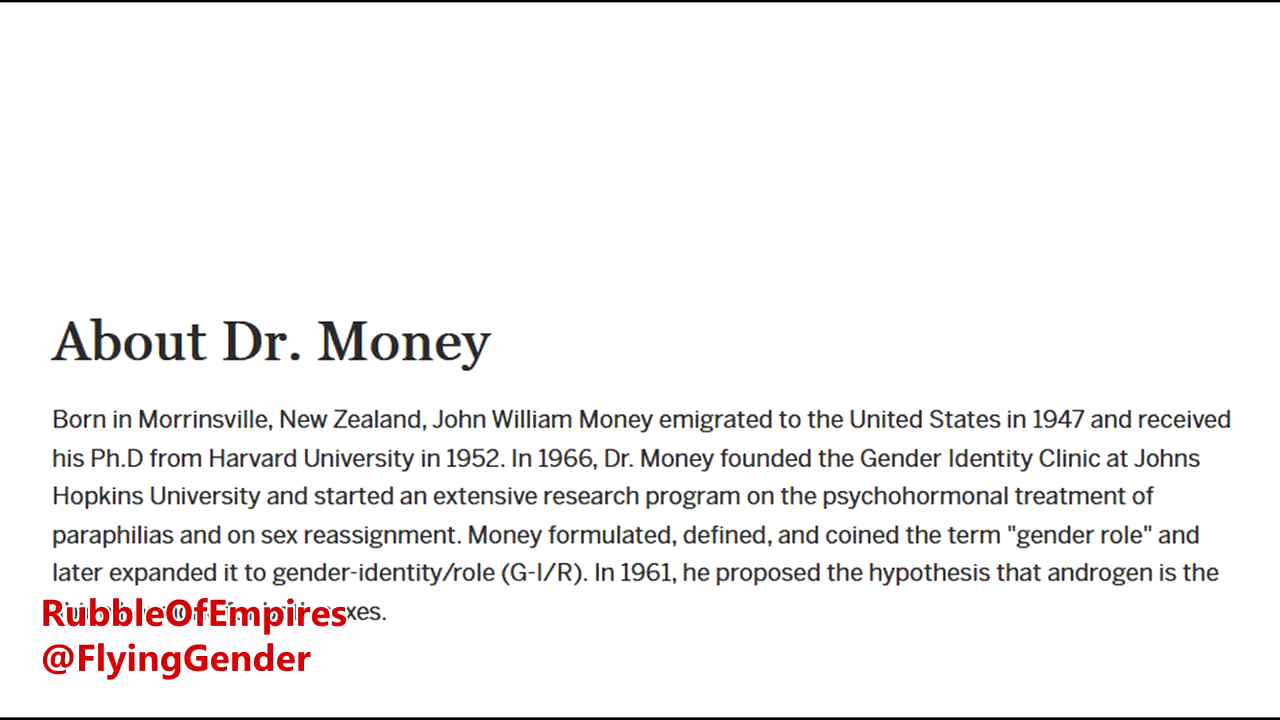 About Dr. Money
Born in Morrinsville, New Zealand, John William Money emigrated to the United States in 1947 and received
his Ph.D from Harvard University in 1952. In 1966, Dr. Money founded the Gender Identity Clinic at Johns
Hopkins University and started an extensive research program on the psychohormonal treatment of
paraphilias and on sex reassignment. Money formulated, defined, and coined the term "gender role" and
later expanded it to gender-identity/role (G-I/R). In 1961, he proposed the hypothesis that androgen is the
RubbleOfEmpires
@FlyingGender